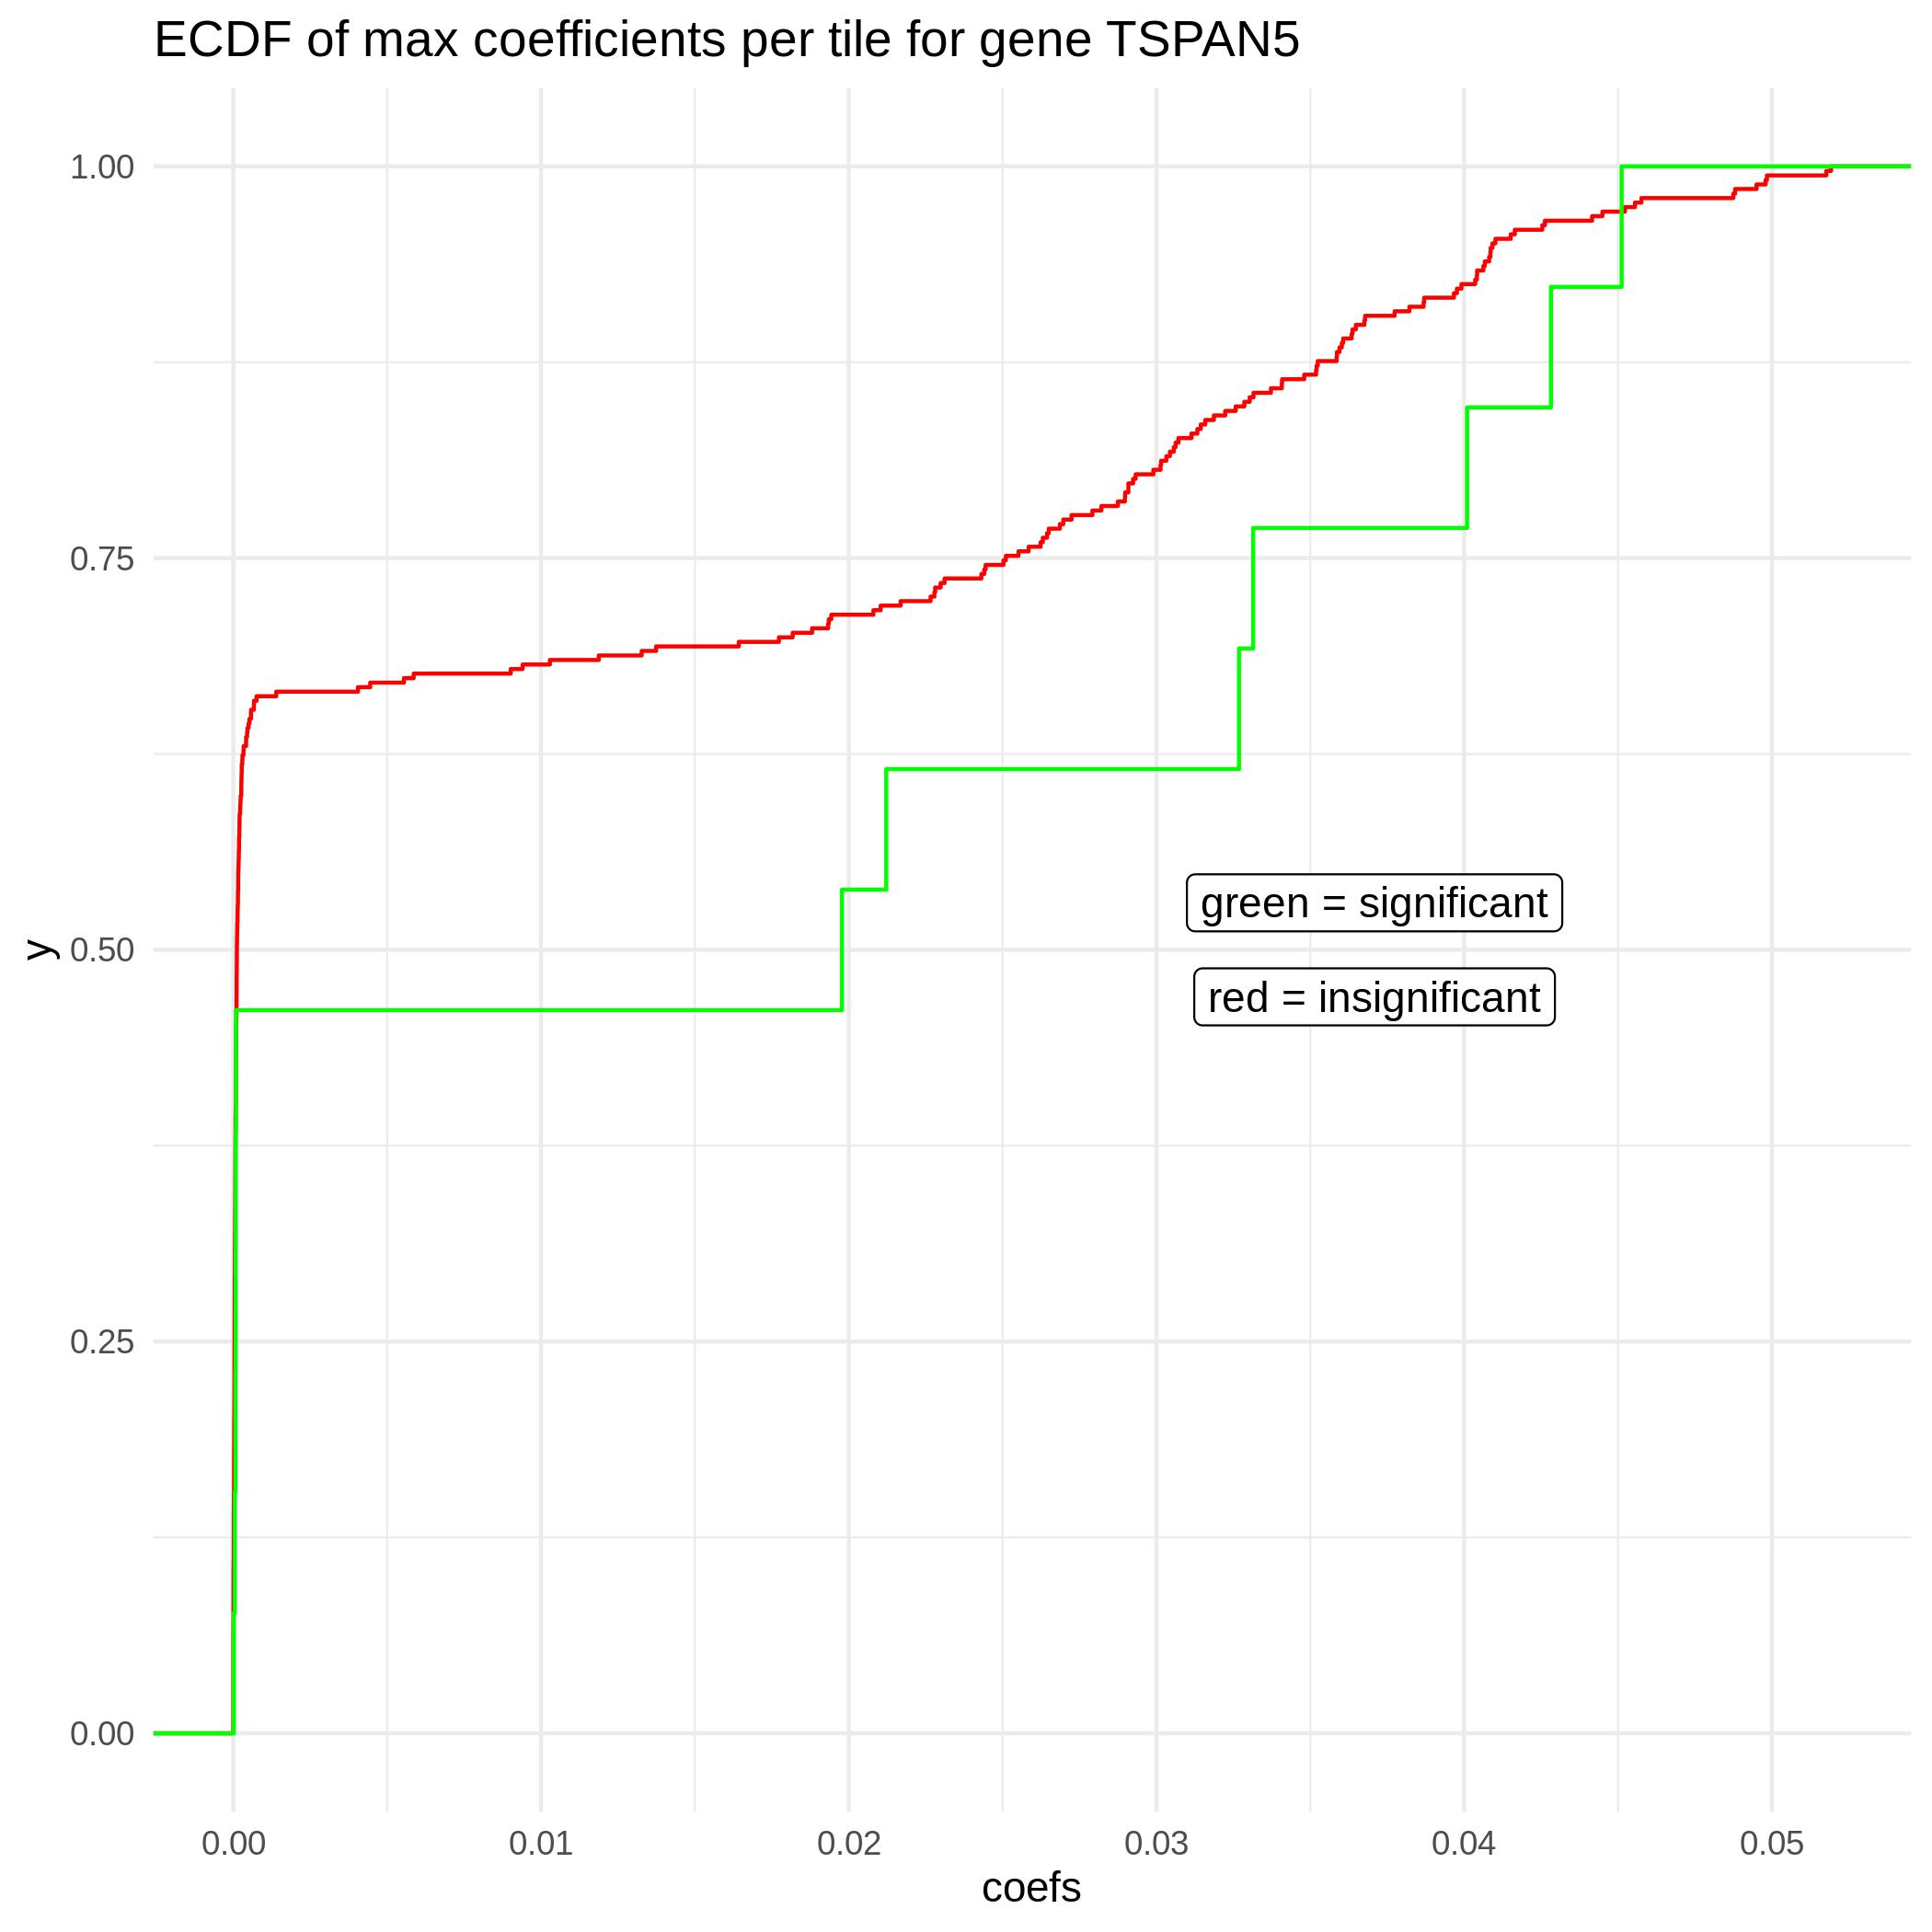 ECDF of max coefficients per tile for gene TSPAN5
1.00
0.75
0.50
0.25
0.00
y
green = significant
red = insignificant
0.00 0.01 0.02 0.03 0.04 0.05
coefs